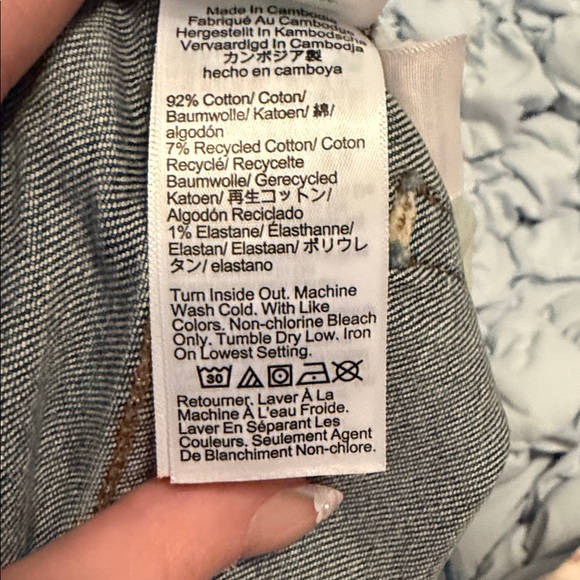 Made In Cambodia
Fabriqué Au Cambodge
Hergestellt In Kambodscha
Vervaardigd In Cambodja
カンボジア製
hecho en camboya
92% Cotton/ Coton/
Baumwolle/ Katoen/ 綿/
algodón
7% Recycled Cotton/ Coton
Recyclé/ Recycelte
Baumwolle/ Gerecycled
Katoen/ 再生コットン/
Algodón Reciclado
1% Elastane/ Élasthanne/
Elastan/ Elastaan/ ポリウレ
タン/ elastano
Turn Inside Out. Machine
Wash Cold. With Like
Colors. Non-chlorine Bleach
Only. Tumble Dry Low. Iron
On Lowest Setting.
30
Retourner. Laver À La
Machine À L'eau Froide.
Laver En Séparant Les
Couleurs. Seulement Agent
De Blanchiment Non-chlore.